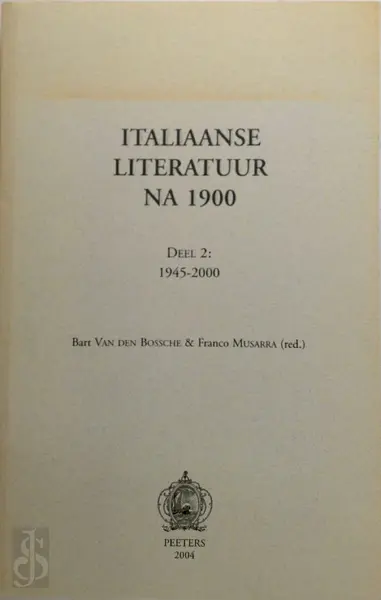 ITALIAANSE
LITERATUUR
NA 1900
DEEL 2:
1945-2000
Bart VAN DEN BOSSCHE & Franco MUSARRA (red.)
PEETERS
2004